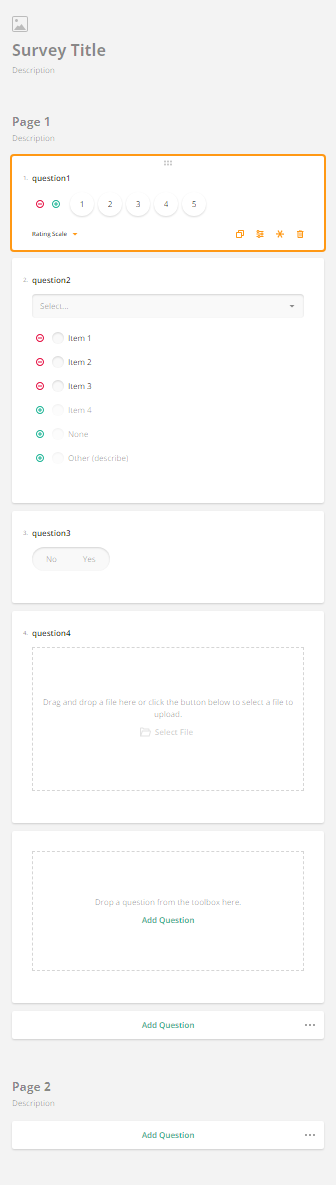 Survey Title
Description
Page 1
Description
1. question1
1 2 3 4 5
Rating Scale
2. question2
Select...
Item 1
Item 2
Item 3
Item 4
None
Other (describe)
3. question3
No Yes
4. question4
Drag and drop a file here or click the button below to select a file to
upload.
Select File
Drop a question from the toolbox here.
Add Question
Add Question
Page 2
Description
Add Question